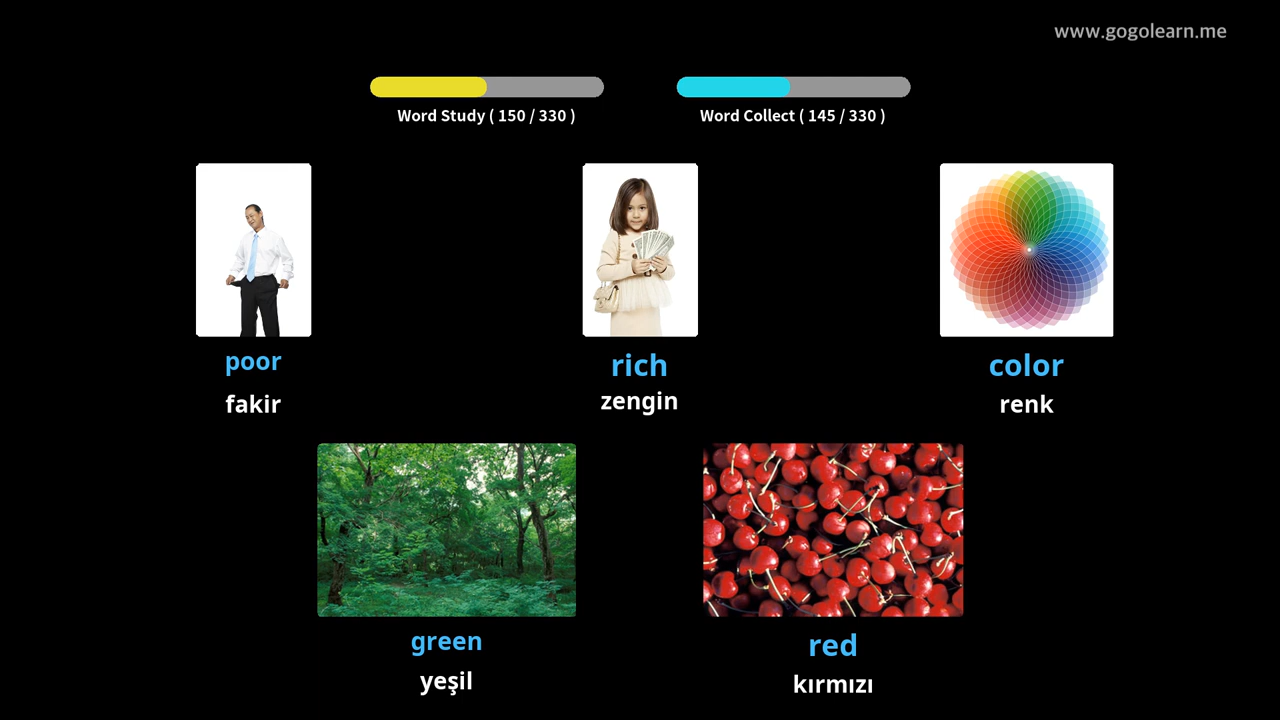 www.gogolearn.me
Word Study ( 150 / 330 )
Word Collect ( 145 / 330 )
poor
fakir
rich
zengin
color
renk
green
yeşil
red
kırmızı